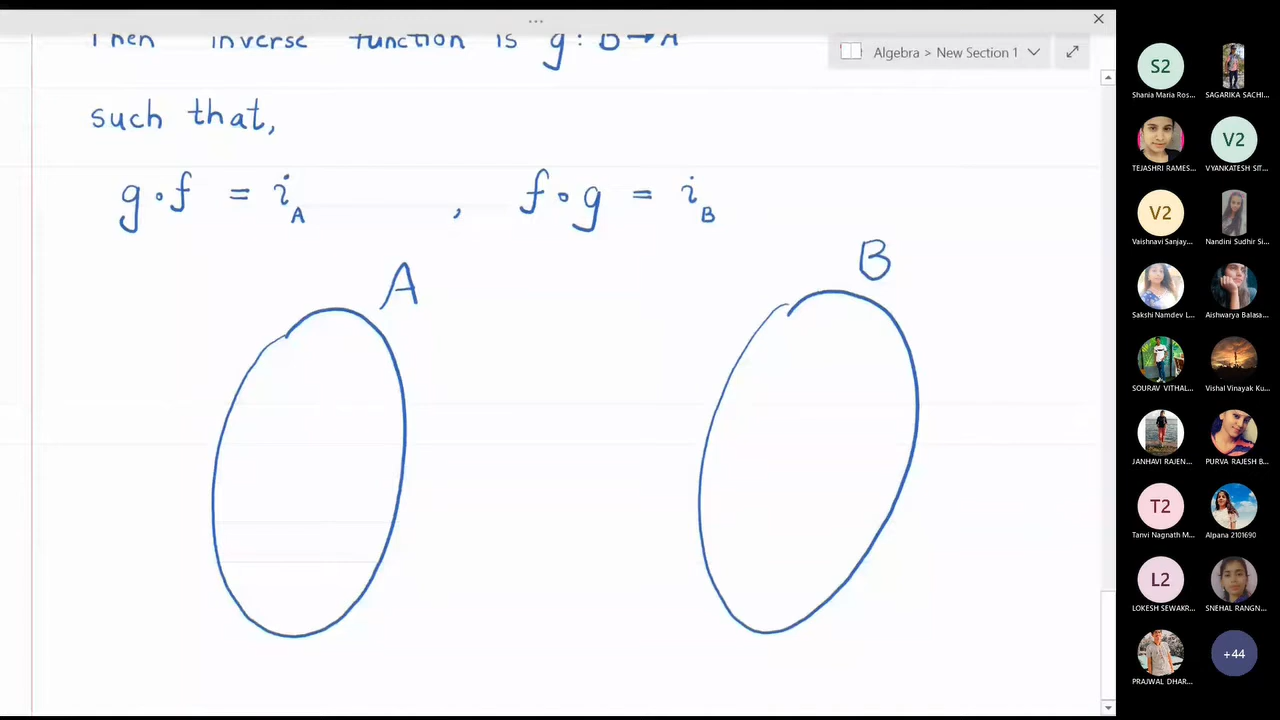 Then inverse function is g : B → A
Algebra > New Section 1
such that,
g∘f = i_A , f∘g = i_B
A
B
S2
Shania Maria Ros...
SAGARIKA SACHI...
TEJASHRI RAMES...
V2
VYANKATESH SIT...
V2
Vaishnavi Sanjay...
Nandini Sudhir Si...
Sakshi Namdev L...
Aishwarya Balasa...
SOURAV VITHAL...
Vishal Vinayak Ku...
JANHAVI RAJEN...
PURVA RAJESH B...
T2
Tanvi Nagnath M...
Alpana 2101690
L2
LOKESH SEWAKR...
SNEHAL RANGN...
PRAJWAL DHAR...
+44